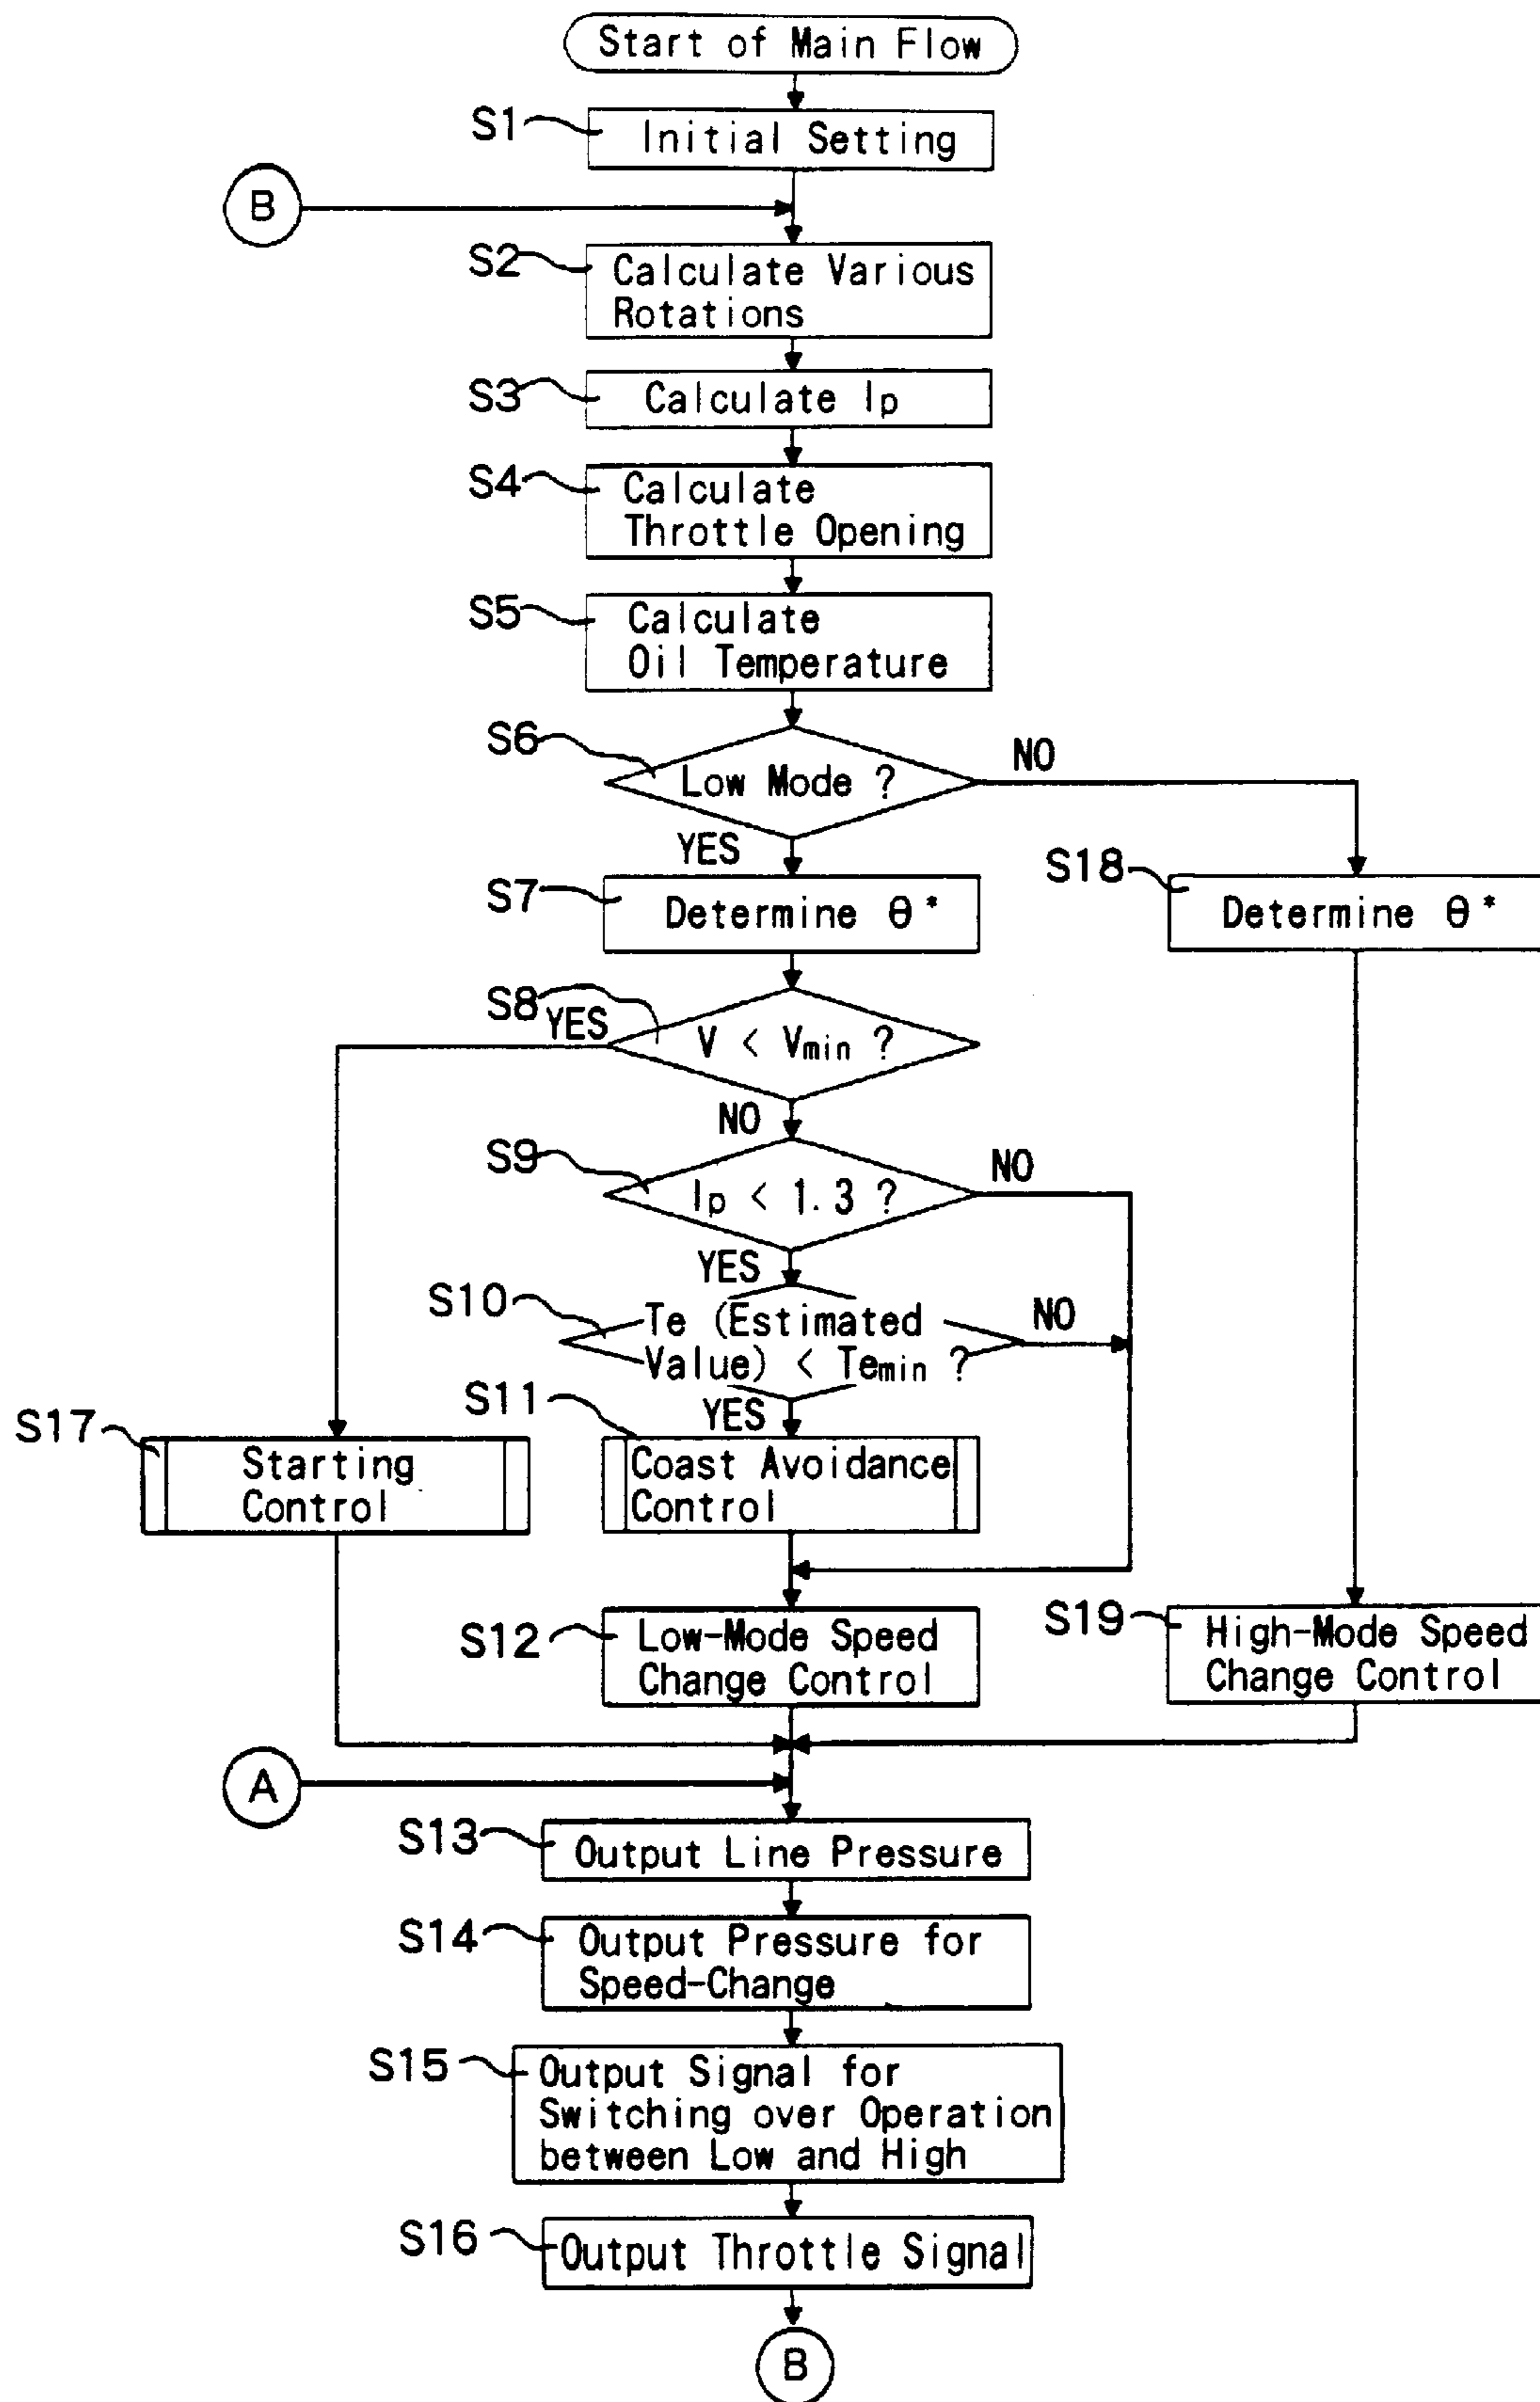 Start of Main Flow
S1
Initial Setting
B
S2
Calculate Various
Rotations
S3
Calculate Ip
S4
Calculate
Throttle Opening
S5
Calculate
Oil Temperature
S6
Low Mode ?
NO
YES
S7
Determine θ*
S18
Determine θ*
S8
YES
V < Vmin ?
NO
S9
Ip < 1.3 ?
NO
YES
S10
Te (Estimated
Value) < Temin ?
NO
YES
S11
Coast Avoidance
Control
S17
Starting
Control
S12
Low-Mode Speed
Change Control
S19
High-Mode Speed
Change Control
A
S13
Output Line Pressure
S14
Output Pressure for
Speed-Change
S15
Output Signal for
Switching over Operation
between Low and High
S16
Output Throttle Signal
B